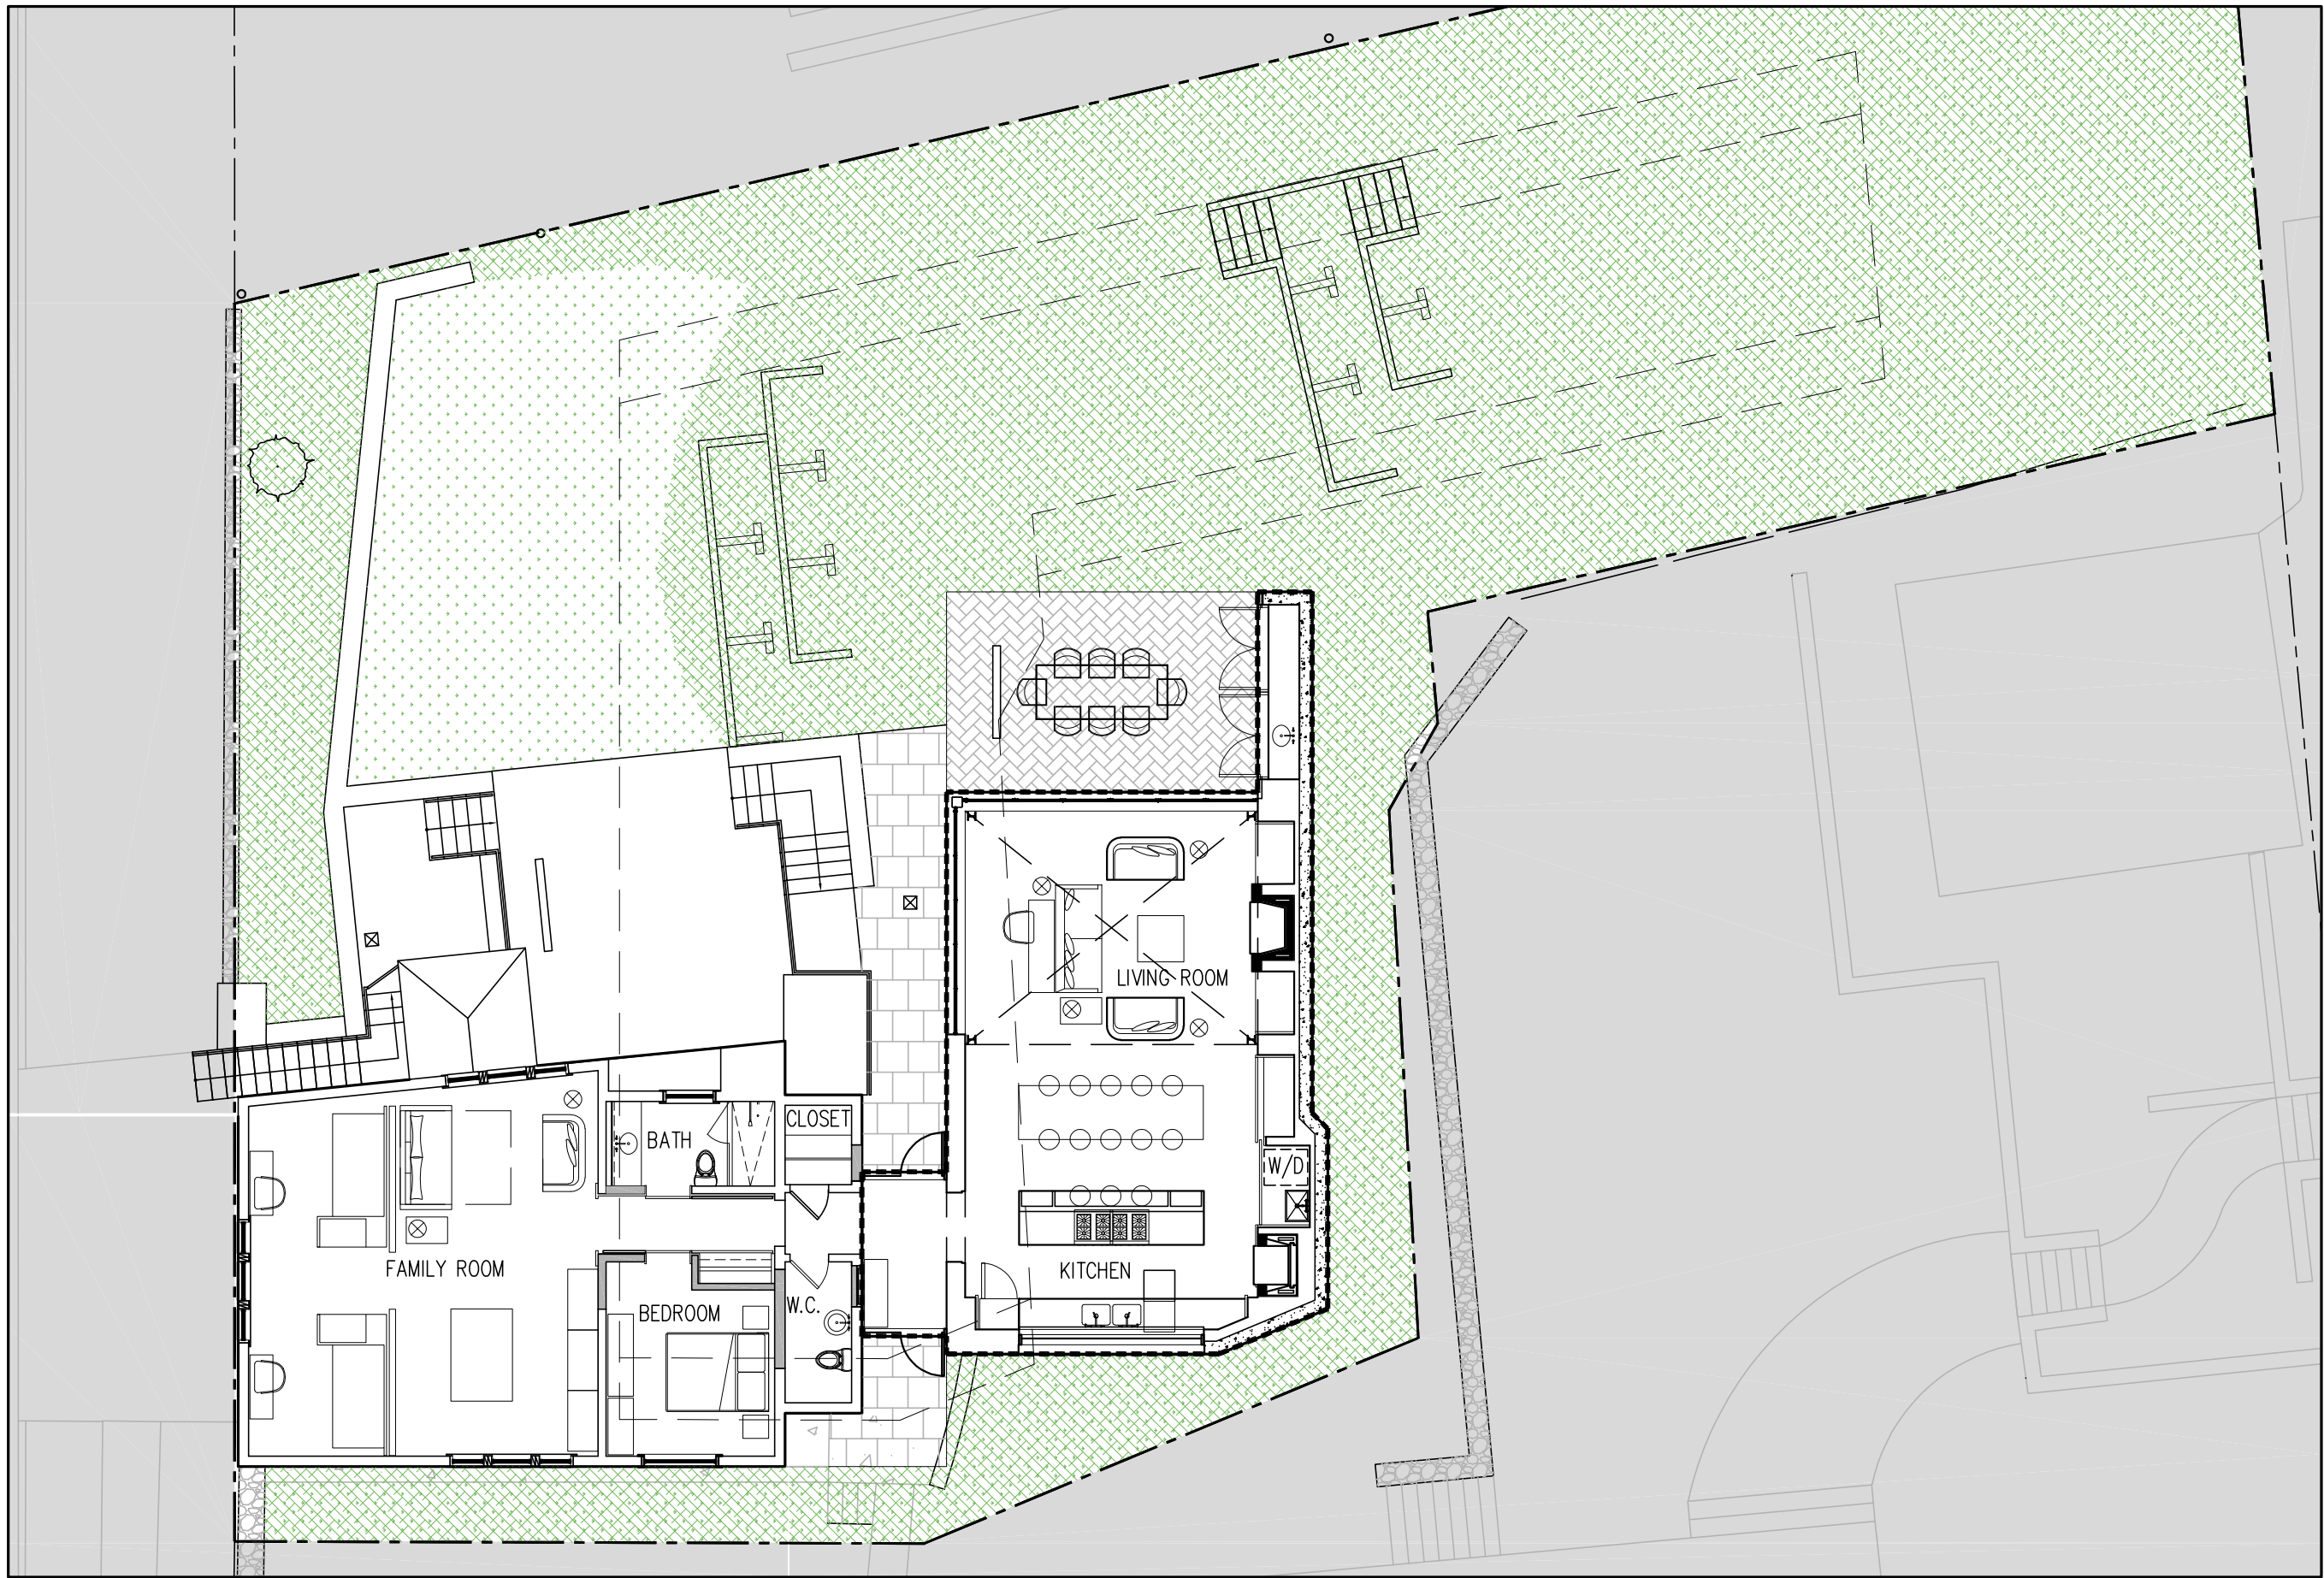 LIVING ROOM
CLOSET
BATH
W/D
FAMILY ROOM
KITCHEN
W.C.
BEDROOM